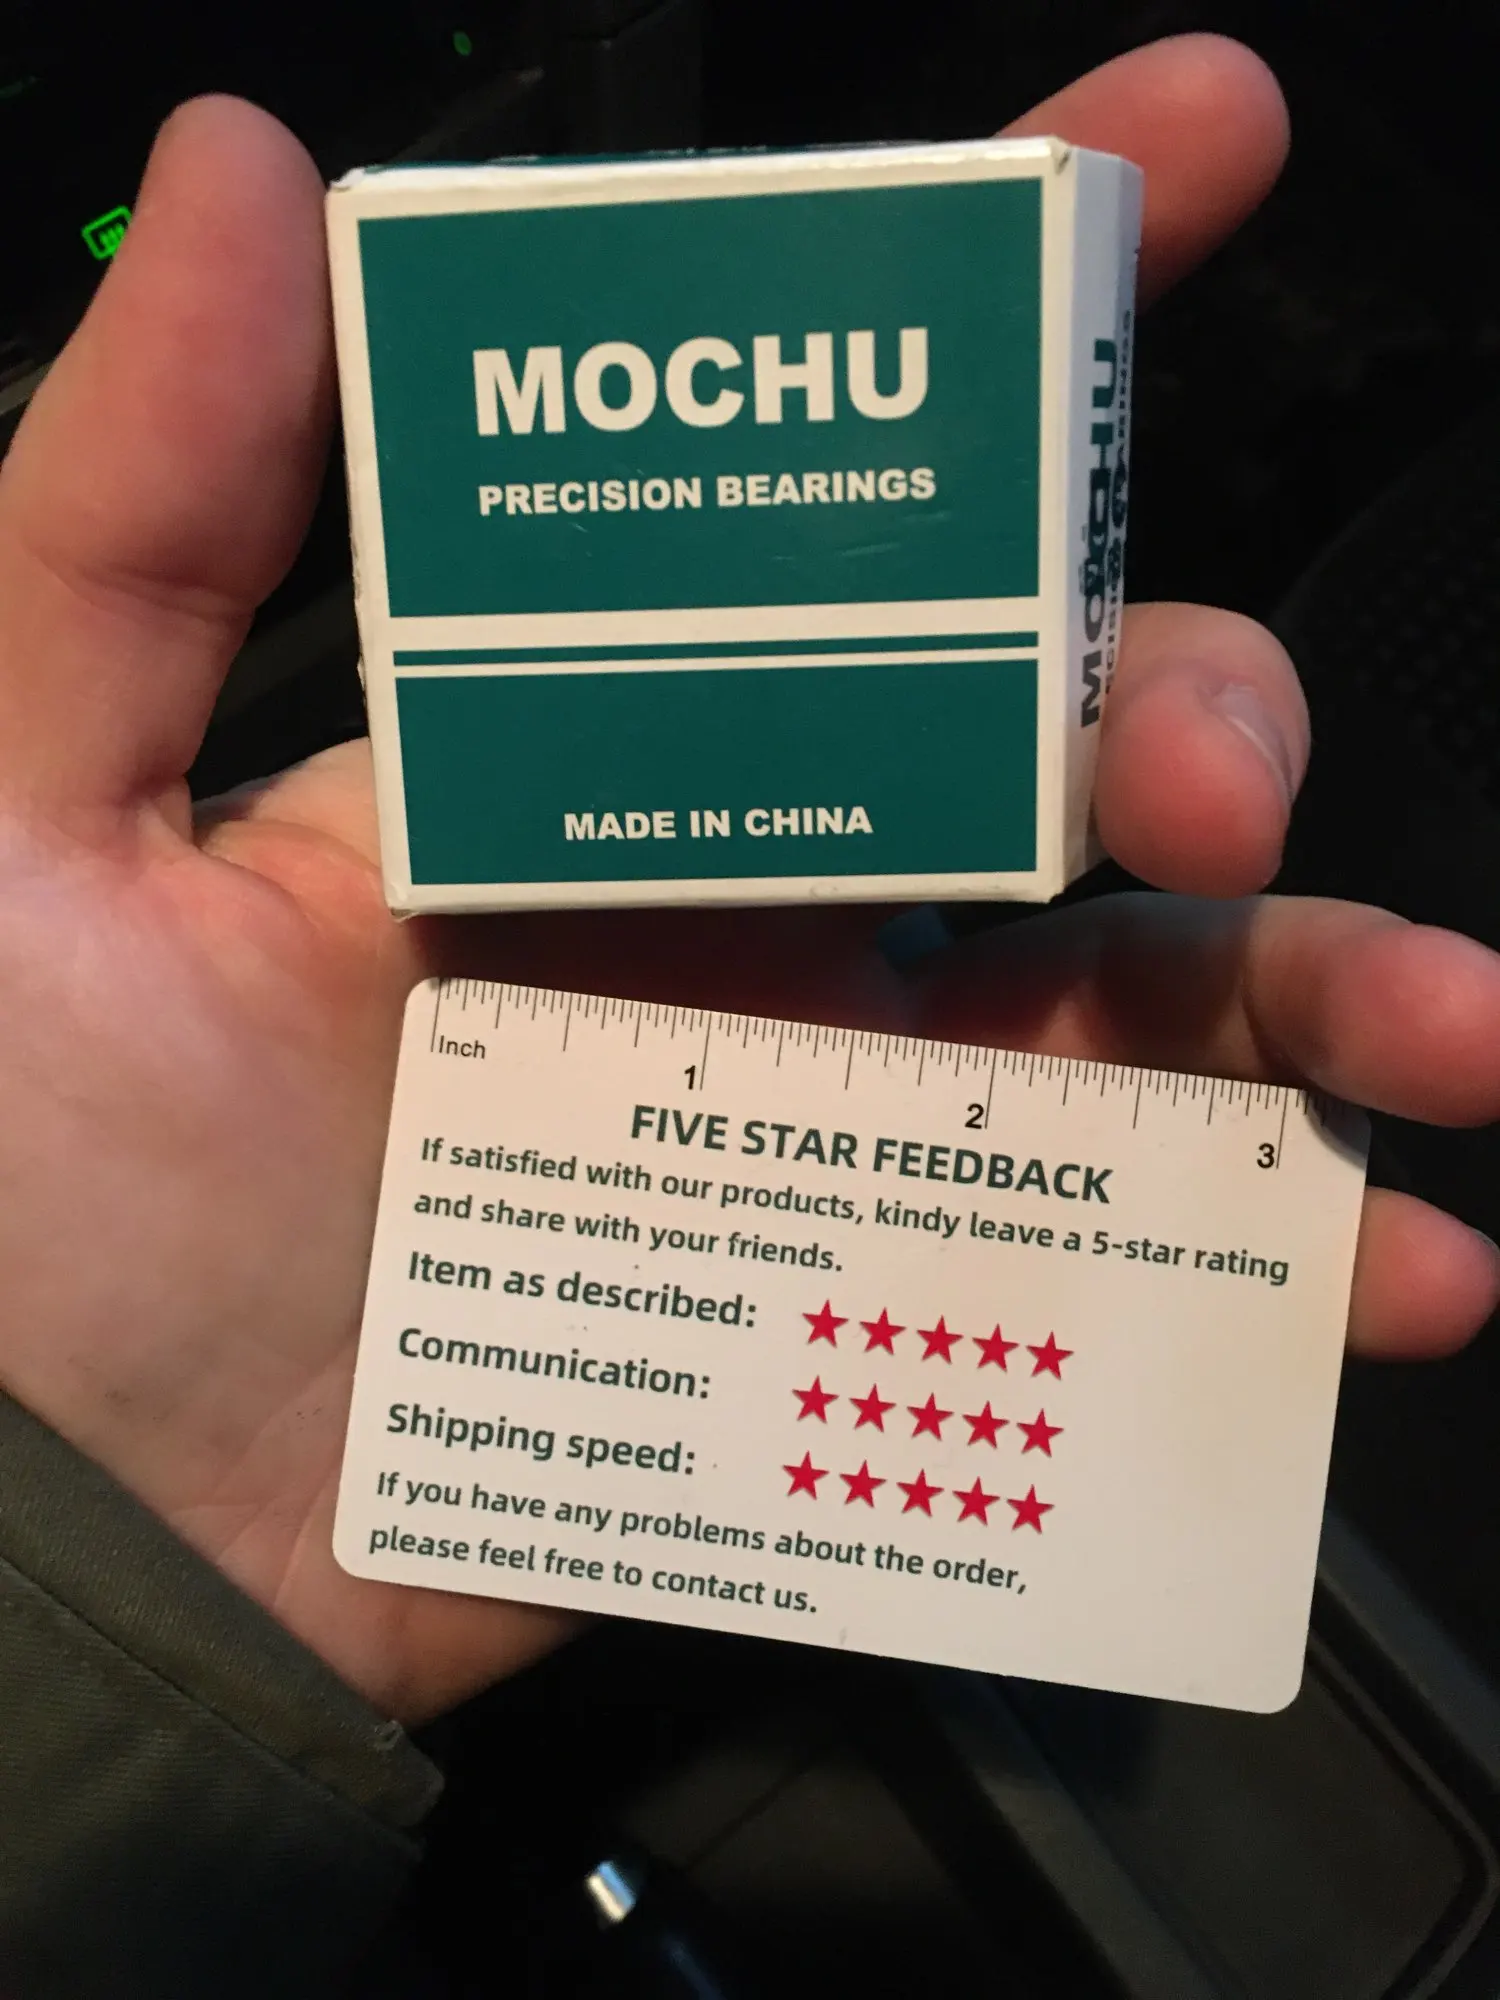 MOCHU
PRECISION BEARINGS
MADE IN CHINA
MOCHU
Inch
1
2
3
FIVE STAR FEEDBACK
If satisfied with our products, kindy leave a 5-star rating
and share with your friends.
Item as described: ★★★★★
Communication: ★★★★★
Shipping speed: ★★★★★
If you have any problems about the order,
please feel free to contact us.